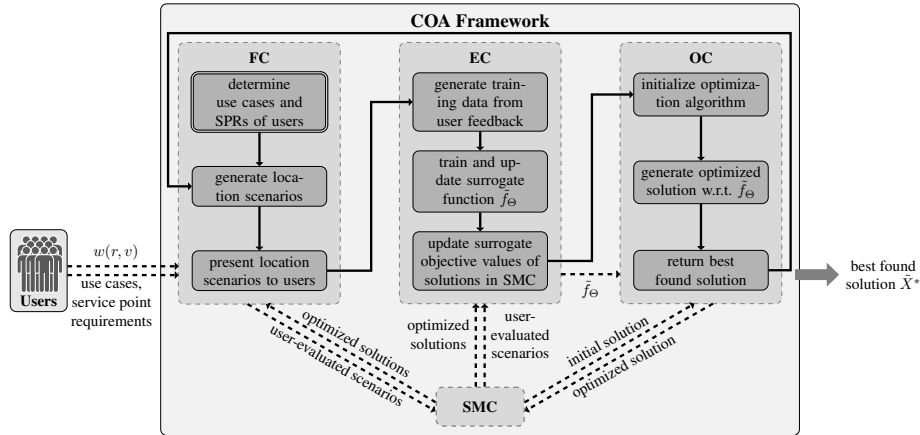 COA Framework
FC
determine
use cases and
SPRs of users
generate loca-
tion scenarios
present location
scenarios to users
EC
generate train-
ing data from
user feedback
train and up-
date surrogate
function f̃_Θ
update surrogate
objective values of
solutions in SMC
OC
initialize optimiza-
tion algorithm
generate optimized
solution w.r.t. f̃_Θ
return best
found solution
Users
w(r, v)
use cases,
service point
requirements
f̃_Θ
best found
solution X̃*
optimized solutions
user-evaluated scenarios
optimized
solutions
user-
evaluated
scenarios
initial solution
optimized solution
SMC